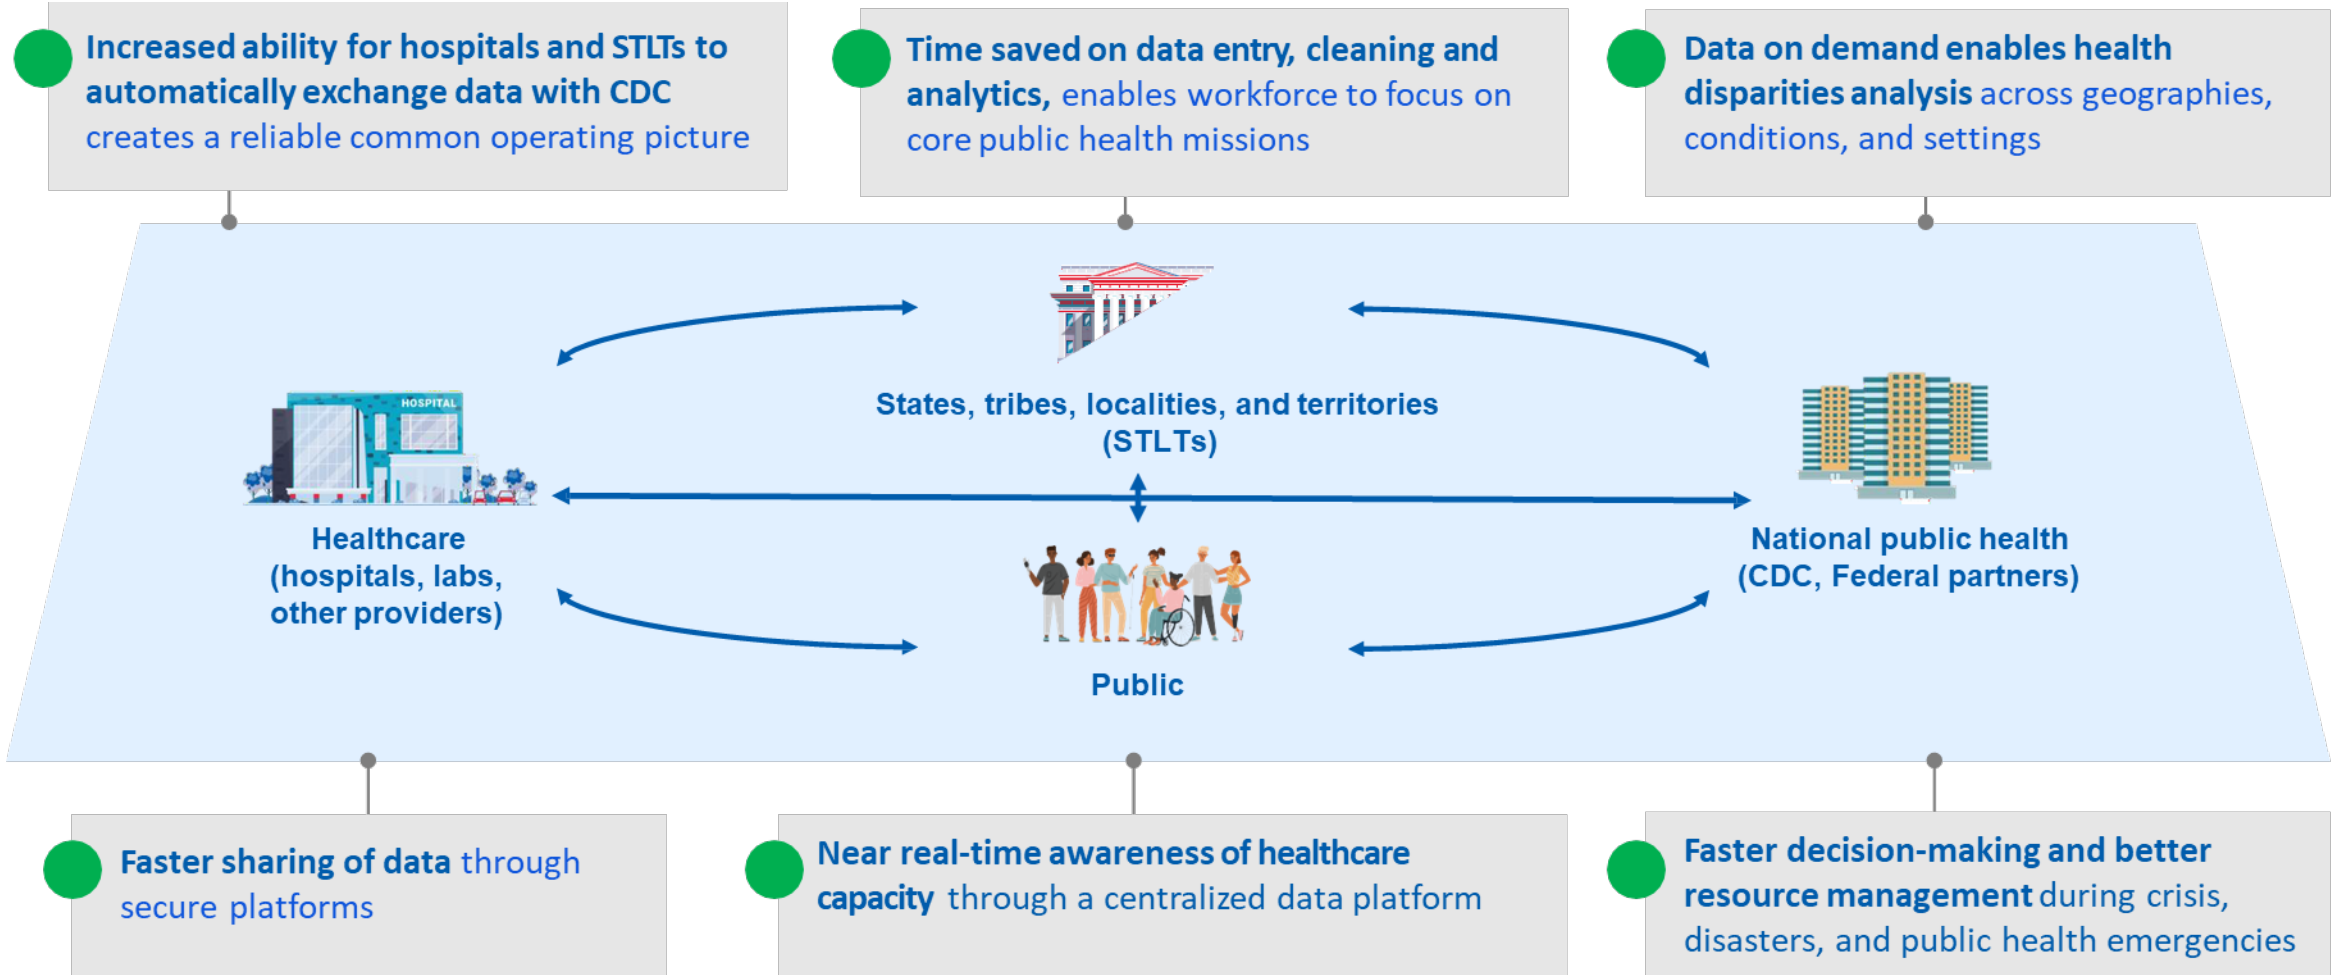 Increased ability for hospitals and STLTs to
automatically exchange data with CDC
creates a reliable common operating picture
Time saved on data entry, cleaning and
analytics, enables workforce to focus on
core public health missions
Data on demand enables health
disparities analysis across geographies,
conditions, and settings
States, tribes, localities, and territories
(STLTs)
HOSPITAL
Healthcare
(hospitals, labs,
other providers)
National public health
(CDC, Federal partners)
Public
Faster sharing of data through
secure platforms
Near real-time awareness of healthcare
capacity through a centralized data platform
Faster decision-making and better
resource management during crisis,
disasters, and public health emergencies